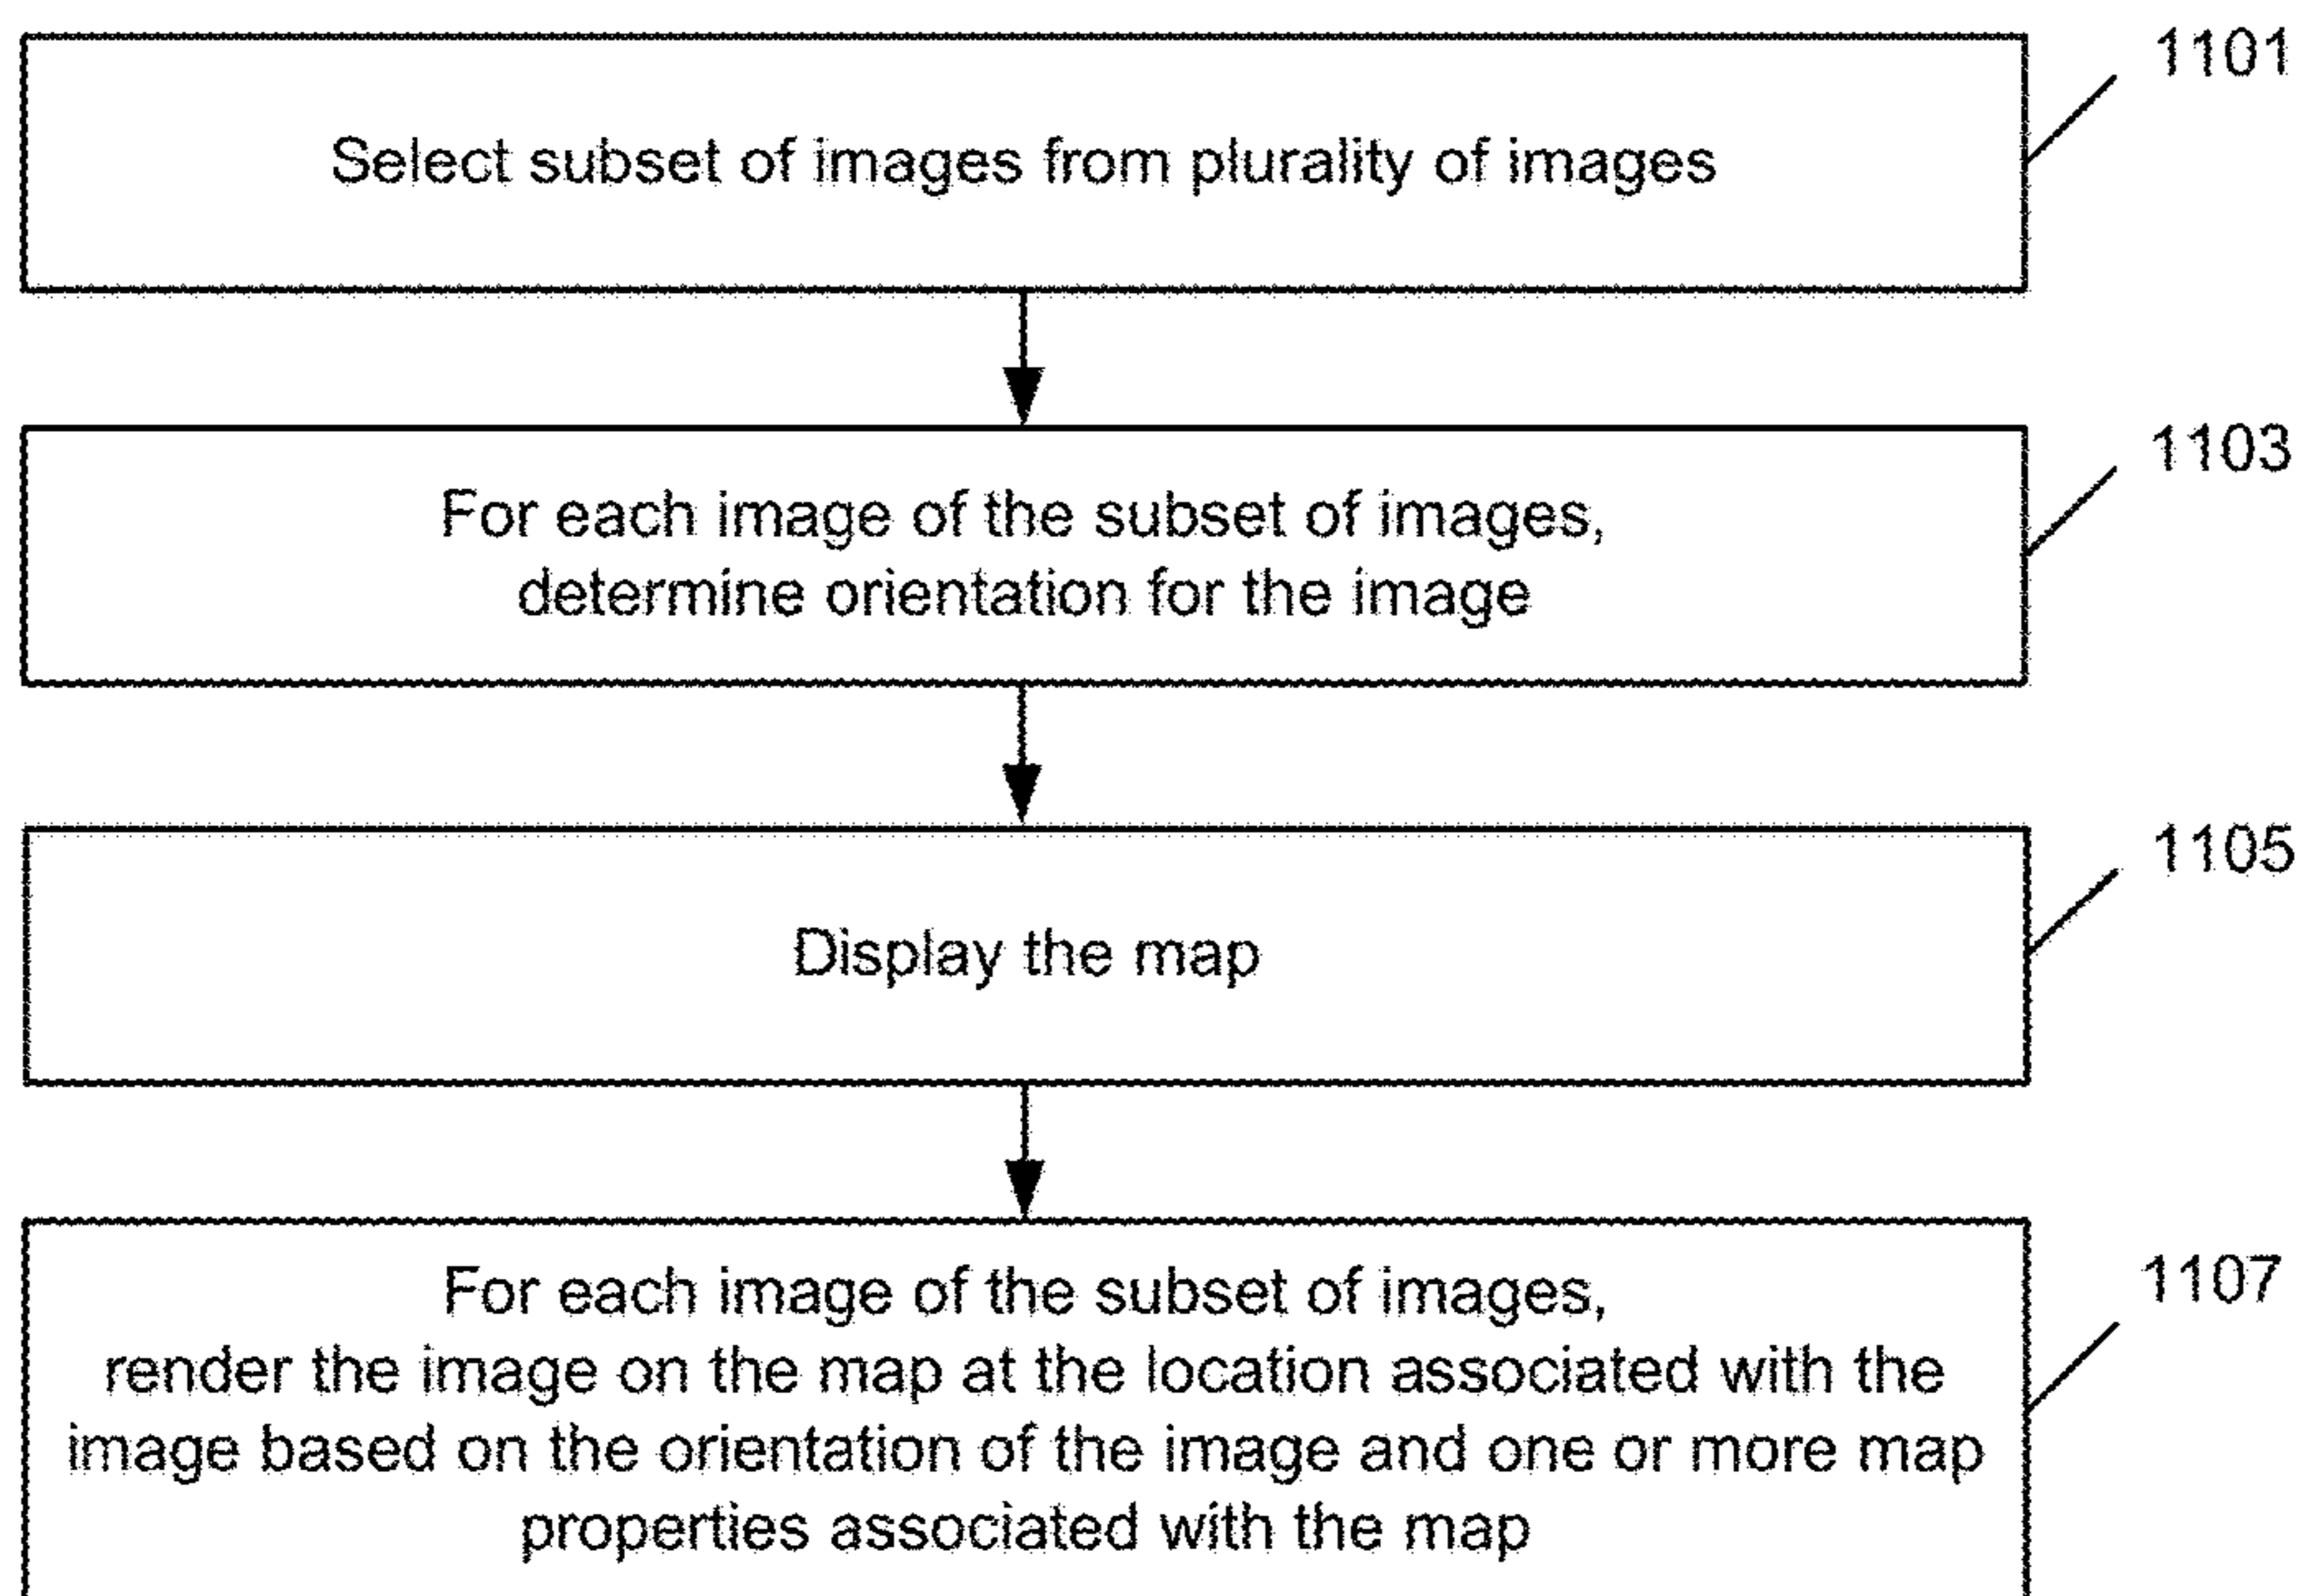 1101
Select subset of images from plurality of images
1103
For each image of the subset of images,
determine orientation for the image
1105
Display the map
1107
For each image of the subset of images,
render the image on the map at the location associated with the
image based on the orientation of the image and one or more map
properties associated with the map